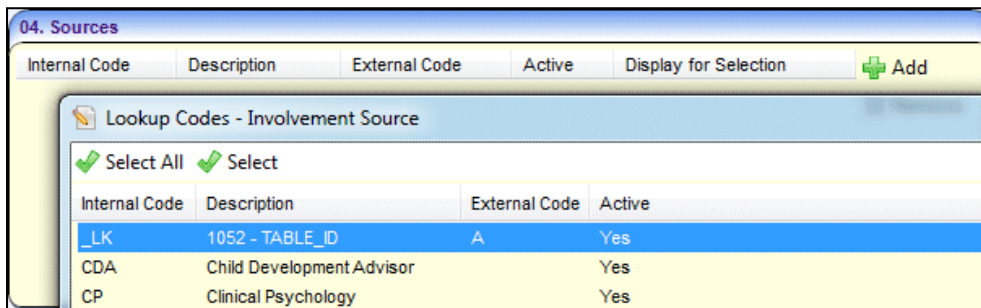 04. Sources
Internal Code Description External Code Active Display for Selection Add
Lookup Codes - Involvement Source
Select All Select
Internal Code Description External Code Active
_LK 1052 - TABLE_ID A Yes
CDA Child Development Advisor Yes
CP Clinical Psychology Yes